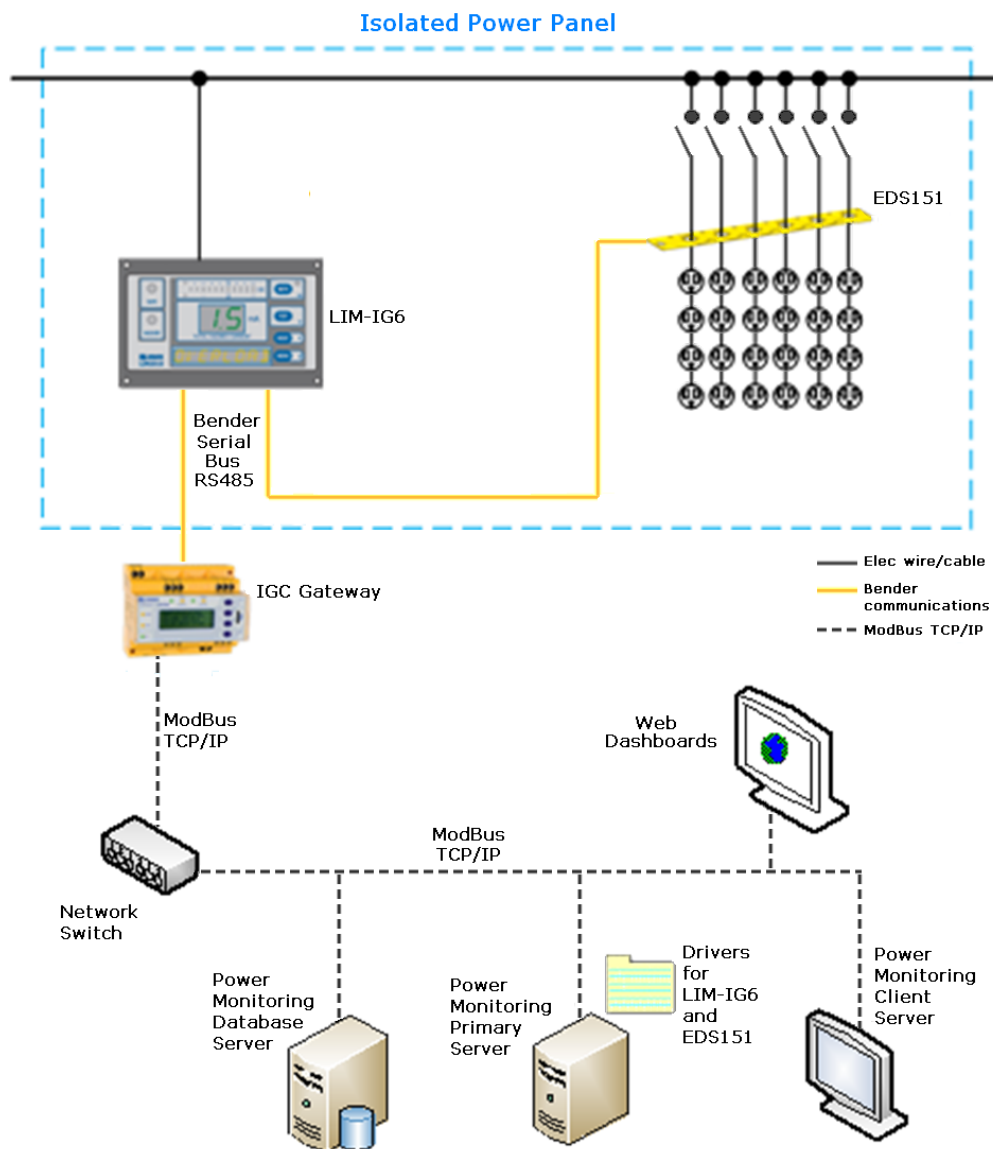 Isolated Power Panel
EDS151
LIM-IG6
1.5
Bender
Serial
Bus
RS485
IGC Gateway
Elec wire/cable
Bender
communications
ModBus TCP/IP
ModBus
TCP/IP
Web
Dashboards
ModBus
TCP/IP
Network
Switch
Power
Monitoring
Database
Server
Power
Monitoring
Primary
Server
Drivers
for
LIM-IG6
and
EDS151
Power
Monitoring
Client
Server